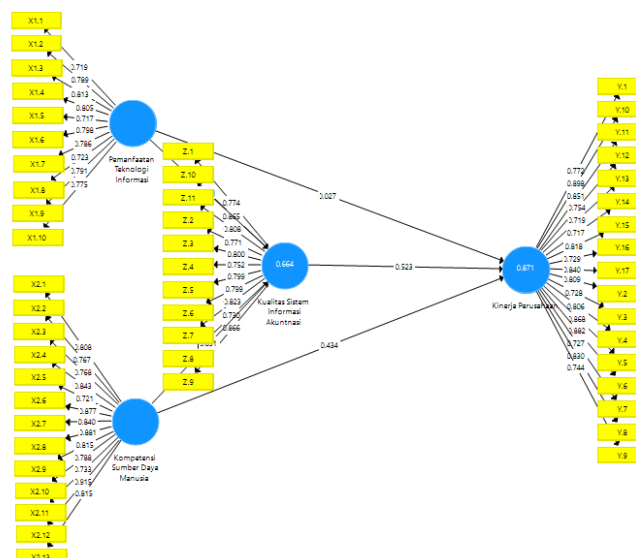 X1.1
X1.2
X1.3
X1.4
X1.5
X1.6
X1.7
X1.8
X1.9
X1.10
0.719
0.789
0.813
0.805
0.717
0.798
0.786
0.723
0.791
0.775
Pemanfaatan
Teknologi
Informasi
X2.1
X2.2
X2.3
X2.4
X2.5
X2.6
X2.7
X2.8
X2.9
X2.10
X2.11
X2.12
X2.13
0.808
0.767
0.768
0.843
0.721
0.877
0.840
0.881
0.815
0.788
0.733
0.915
0.815
Kompetensi
Sumber Daya
Manusia
Z.1
Z.10
Z.11
Z.2
Z.3
Z.4
Z.5
Z.6
Z.7
Z.8
Z.9
0.774
0.865
0.808
0.771
0.800
0.752
0.799
0.799
0.823
0.730
0.866
0.664
Kualitas Sistem
Informasi
Akuntnasi
0.027
0.523
0.434
0.871
Kinerja Perusahaan
0.772
0.898
0.851
0.754
0.719
0.717
0.818
0.729
0.840
0.809
0.728
0.806
0.868
0.882
0.727
0.830
0.744
Y.1
Y.10
Y.11
Y.12
Y.13
Y.14
Y.15
Y.16
Y.17
Y.2
Y.3
Y.4
Y.5
Y.6
Y.7
Y.8
Y.9